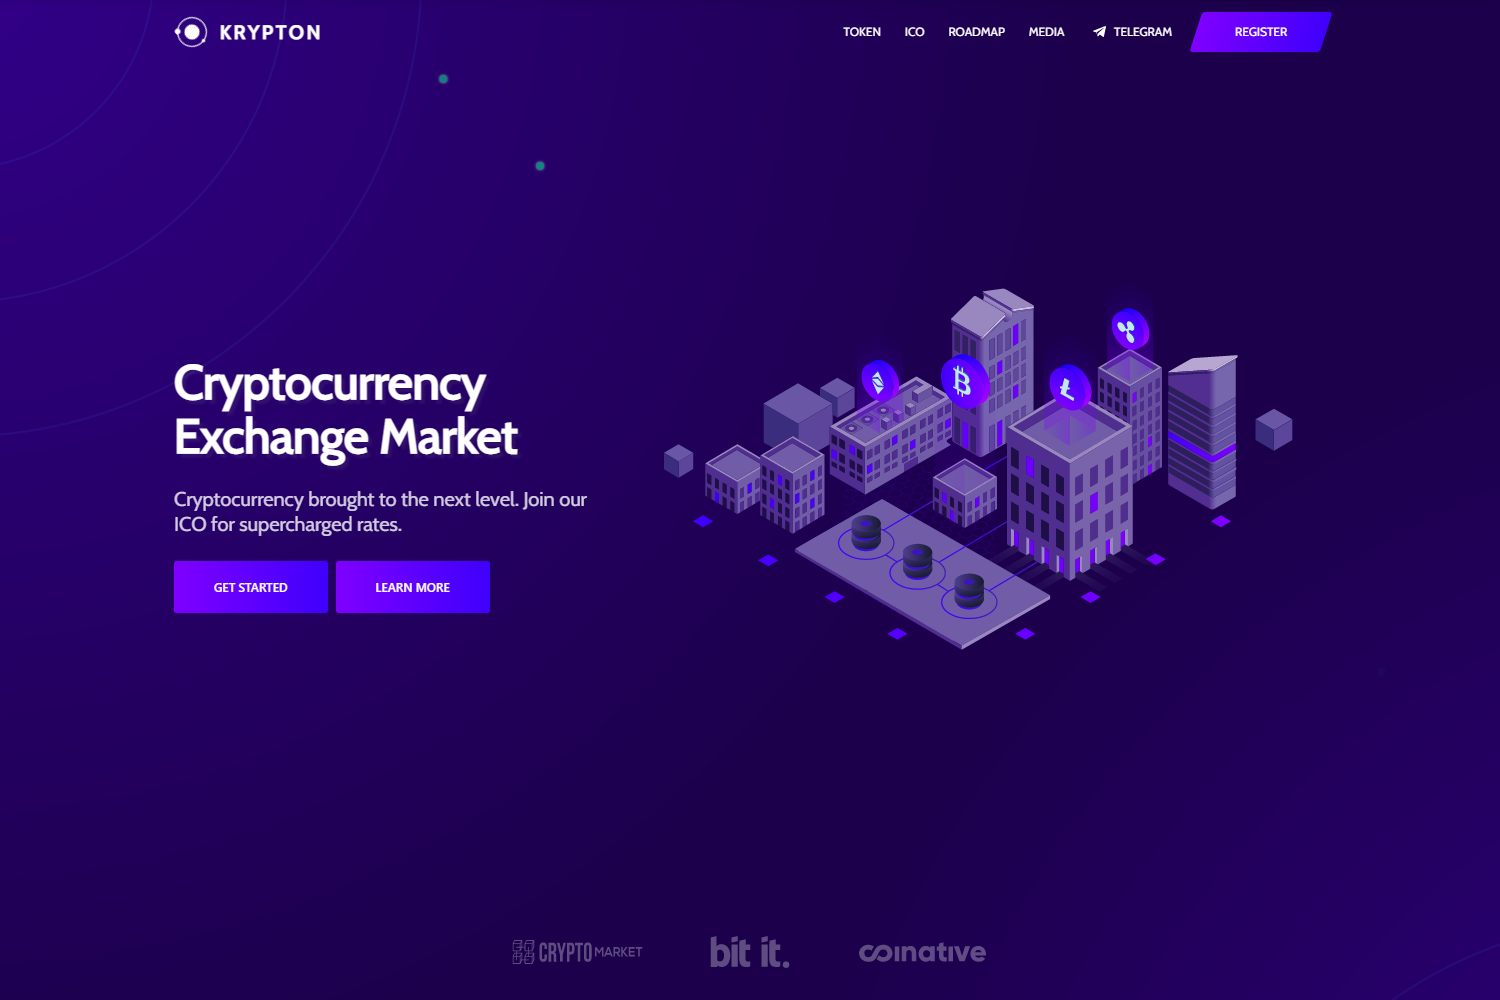 KRYPTON
TOKEN ICO ROADMAP MEDIA TELEGRAM REGISTER
Cryptocurrency
Exchange Market
Cryptocurrency brought to the next level. Join our
ICO for supercharged rates.
GET STARTED LEARN MORE
CRYPTO MARKET bit it. coinative